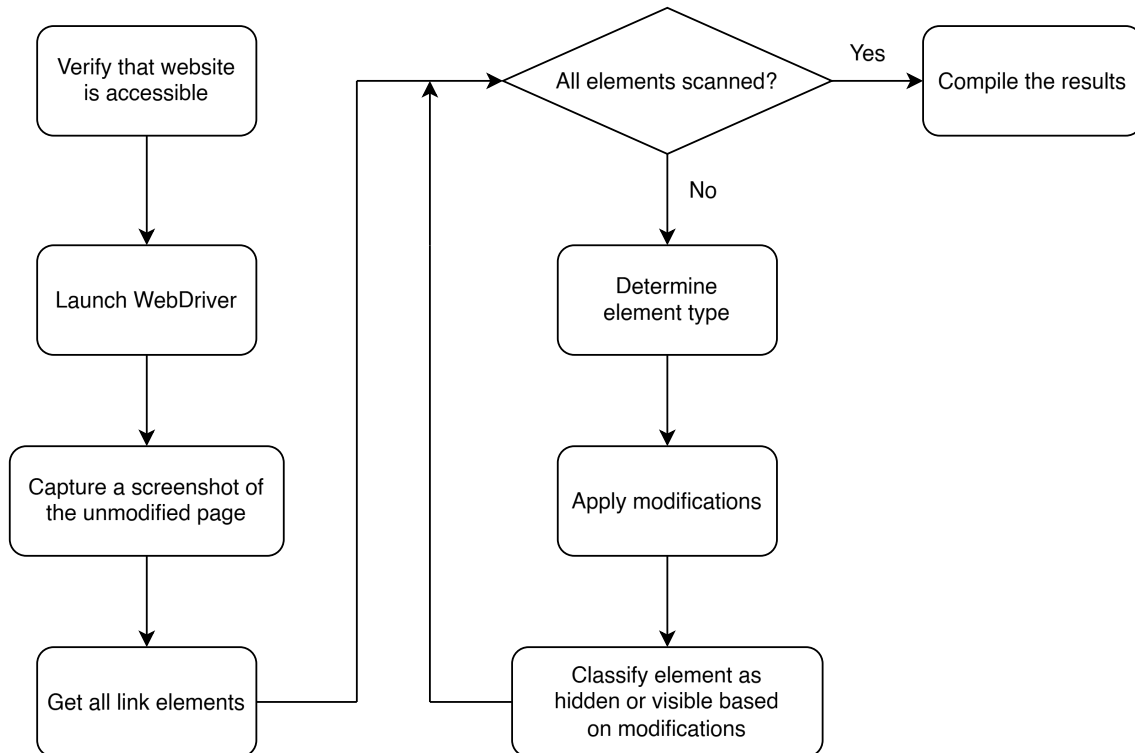 Verify that website
is accessible
Launch WebDriver
Capture a screenshot of
the unmodified page
Get all link elements
All elements scanned?
Yes
Compile the results
No
Determine
element type
Apply modifications
Classify element as
hidden or visible based
on modifications